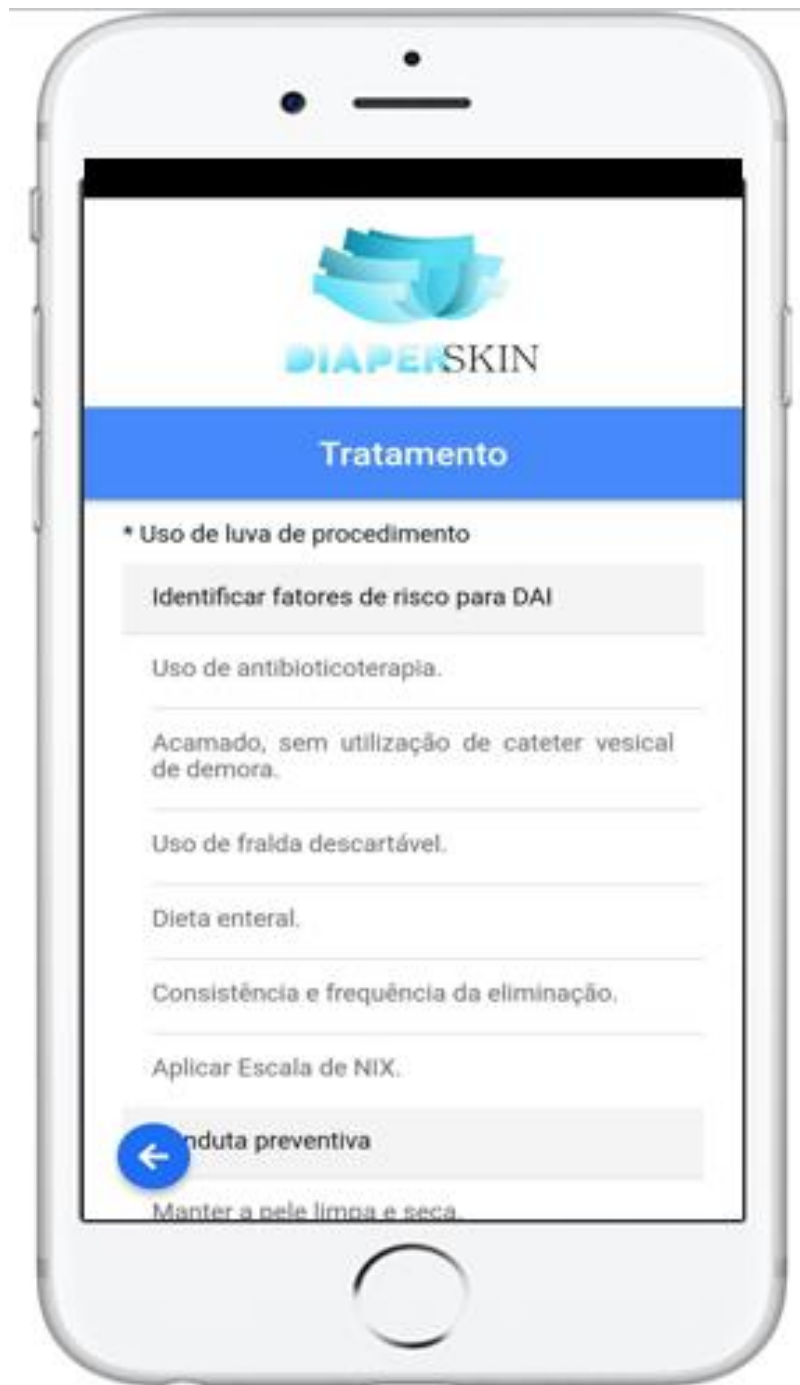 DIAPERSKIN
Tratamento
* Uso de luva de procedimento
Identificar fatores de risco para DAI
Uso de antibioticoterapia.
Acamado, sem utilização de cateter vesical
de demora.
Uso de fralda descartável.
Dieta enteral.
Consistência e frequência da eliminação.
Aplicar Escala de NIX.
nduta preventiva
Manter a pele limpa e seca.